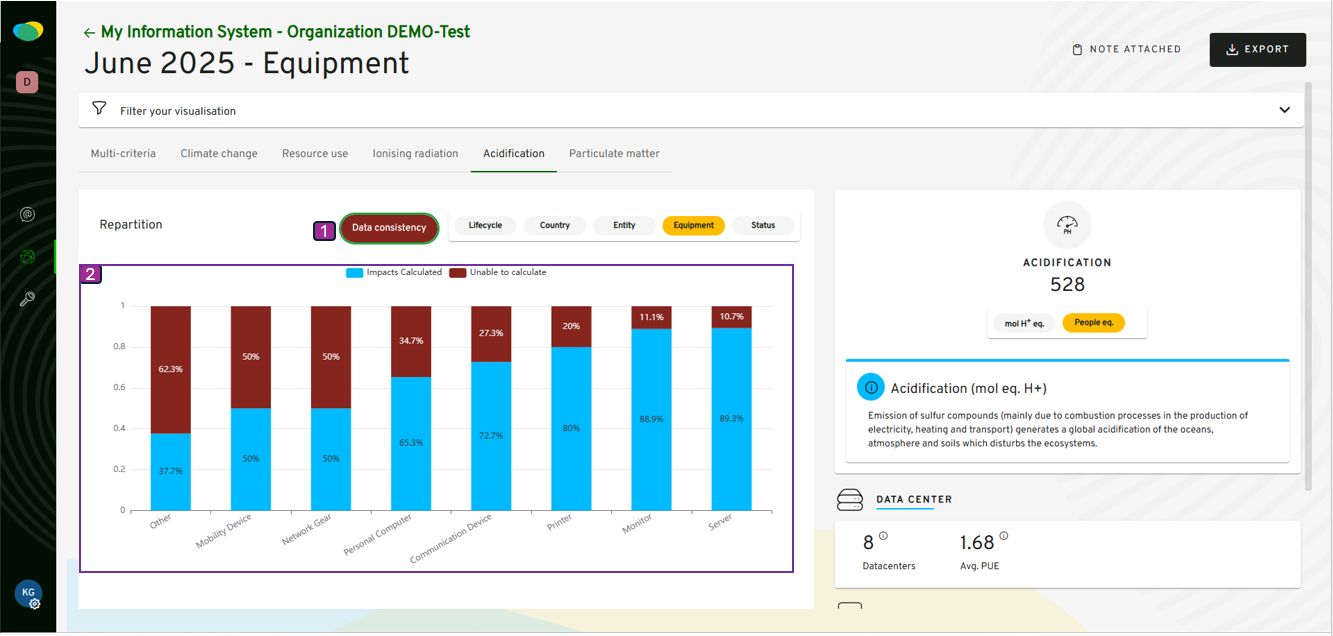 ← My Information System - Organization DEMO-Test
June 2025 - Equipment
NOTE ATTACHED
EXPORT
D
Filter your visualisation
Multi-criteria Climate change Resource use Ionising radiation Acidification Particulate matter
Repartition
1
Data consistency
Lifecycle Country Entity Equipment Status
2
Impacts Calculated Unable to calculate
1
0.8
0.6
0.4
0.2
0
62.3% 50% 50% 34.7% 27.3% 20% 11.1% 10.7%
37.7% 50% 50% 65.3% 72.7% 80% 88.9% 89.3%
Other Mobility Device Network Gear Personal Computer Communication Device Printer Monitor Server
PH
ACIDIFICATION
528
mol H+ eq. People eq.
Acidification (mol eq. H+)
Emission of sulfur compounds (mainly due to combustion processes in the production of
electricity, heating and transport) generates a global acidification of the oceans,
atmosphere and soils which disturbs the ecosystems.
DATA CENTER
8 1.68
Datacenters Avg. PUE
KG